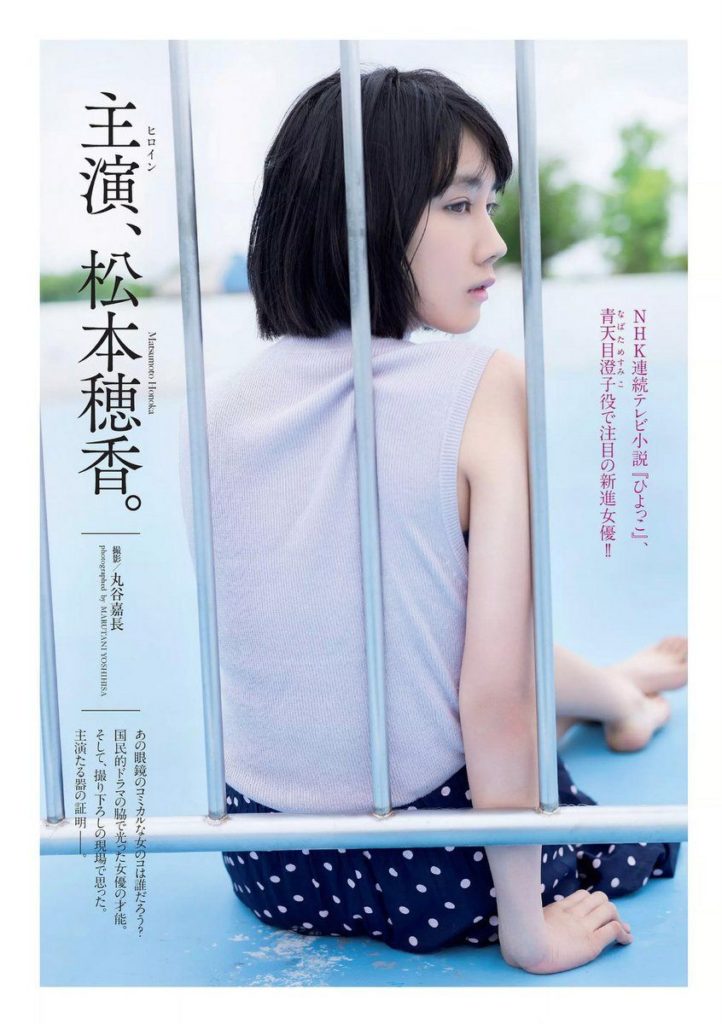 NHK連続テレビ小説『ひよっこ』、
なばためすみこ
青天目澄子役で注目の新進女優!!
ヒロイン
主演、松本穂香。
Matsumoto Honoka
撮影/丸谷嘉長
photographed by MARUTANI YOSHIHISA
あの眼鏡のコミカルな女のコは誰だろう?
国民的ドラマの脇で光った女優の才能。
そして、撮り下ろしの現場で思った。
主演たる器の証明——。